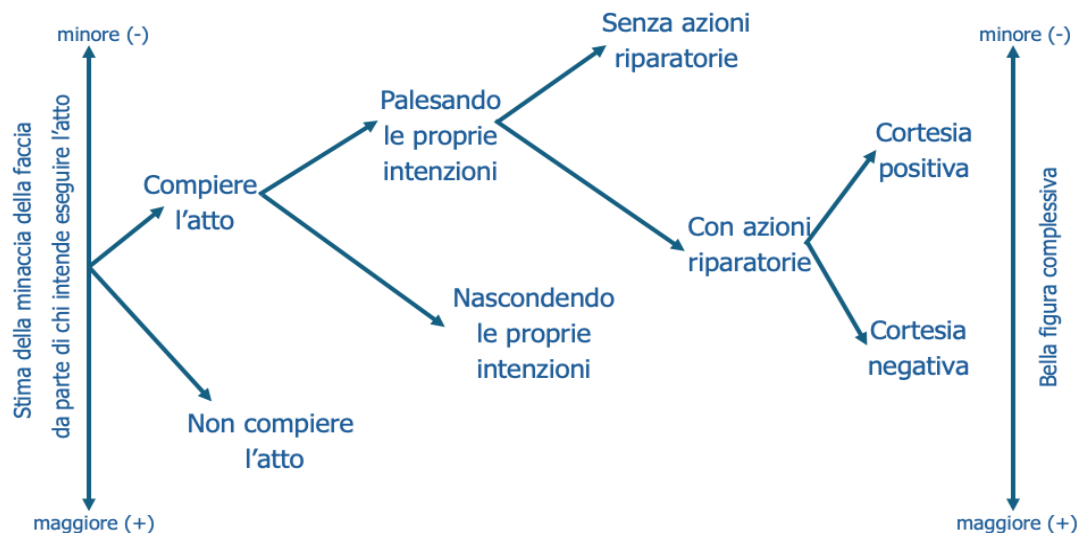 minore (-)
Stima della minaccia della faccia
da parte di chi intende eseguire l’atto
maggiore (+)
Compiere
l’atto
Non compiere
l’atto
Palesando
le proprie
intenzioni
Nascondendo
le proprie
intenzioni
Senza azioni
riparatorie
Con azioni
riparatorie
Cortesia
positiva
Cortesia
negativa
minore (-)
Bella figura complessiva
maggiore (+)